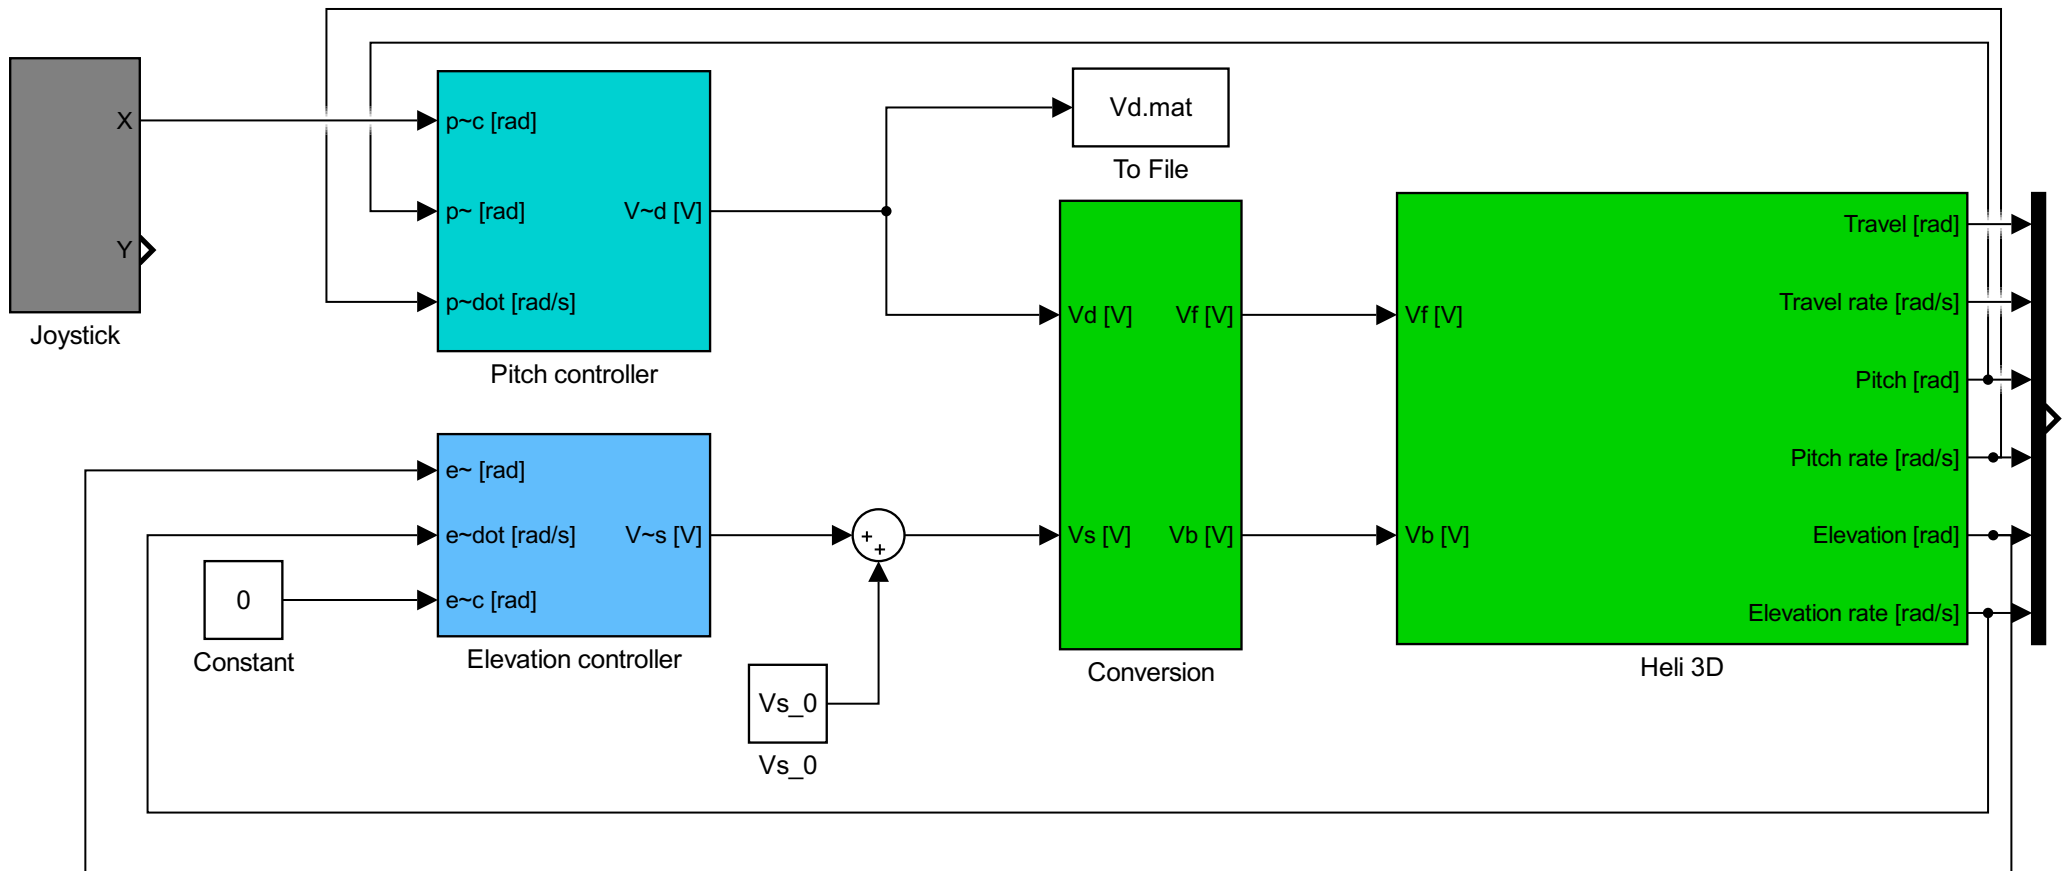 X
Y
Joystick
p~c [rad]
p~ [rad]
p~dot [rad/s]
V~d [V]
Pitch controller
Vd.mat
To File
e~ [rad]
e~dot [rad/s]
e~c [rad]
V~s [V]
Elevation controller
0
Constant
+
+
Vs_0
Vs_0
Vd [V]
Vs [V]
Vf [V]
Vb [V]
Conversion
Vf [V]
Vb [V]
Travel [rad]
Travel rate [rad/s]
Pitch [rad]
Pitch rate [rad/s]
Elevation [rad]
Elevation rate [rad/s]
Heli 3D